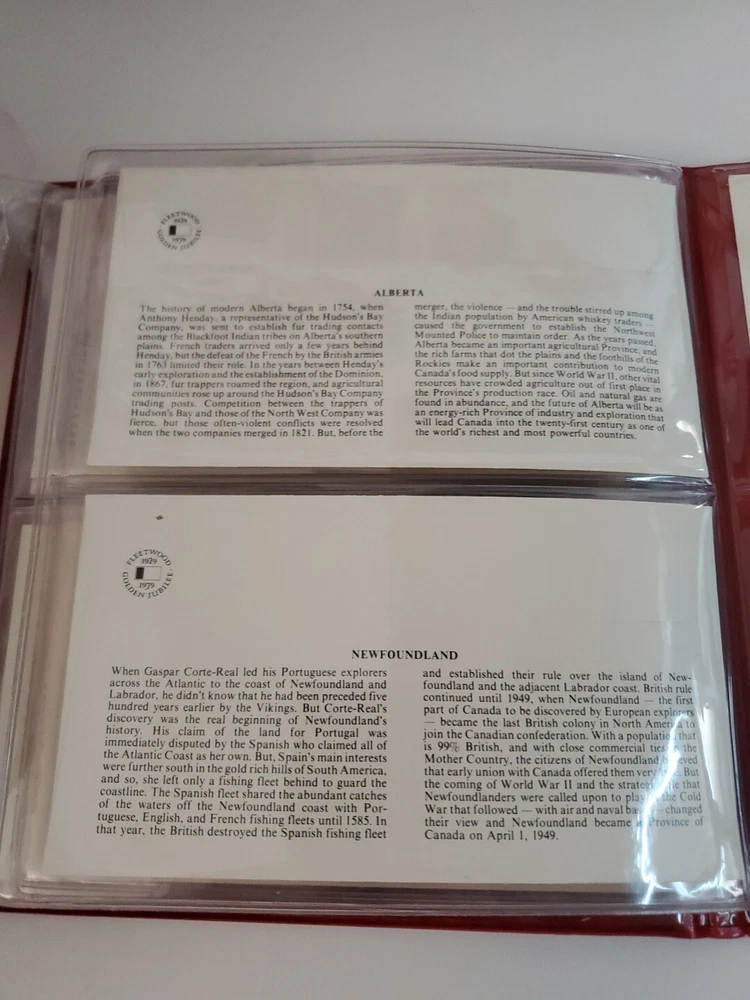 FLEETWOOD
1929
1979
GOLDEN JUBILEE
ALBERTA
The history of modern Alberta began in 1754, when
Anthony Henday, a representative of the Hudson's Bay
Company, was sent to establish fur trading contacts
among the Blackfoot Indian tribes on Alberta's southern
plains. French traders arrived only a few years behind
Henday, but the defeat of the French by the British armies
in 1763 limited their role. In the years between Henday's
early exploration and the establishment of the Dominion,
in 1867, fur trappers roamed the region, and agricultural
communities rose up around the Hudson's Bay Company
trading posts. Competition between the trappers of
Hudson's Bay and those of the North West Company was
fierce, but those often-violent conflicts were resolved
when the two companies merged in 1821. But, before the
merger, the violence — and the trouble stirred up among
the Indian population by American whiskey traders —
caused the government to establish the Northwest
Mounted Police to maintain order. As the years passed,
Alberta became an important agricultural Province, and
the rich farms that dot the plains and the foothills of the
Rockies make an important contribution to modern
Canada's food supply. But since World War II, other vital
resources have crowded agriculture out of first place in
the Province's production race. Oil and natural gas are
found in abundance, and the future of Alberta will be as
an energy-rich Province of industry and exploration that
will lead Canada into the twenty-first century as one of
the world's richest and most powerful countries.
FLEETWOOD
1929
1979
GOLDEN JUBILEE
NEWFOUNDLAND
When Gaspar Corte-Real led his Portuguese explorers
across the Atlantic to the coast of Newfoundland and
Labrador, he didn't know that he had been preceded five
hundred years earlier by the Vikings. But Corte-Real's
discovery was the real beginning of Newfoundland's
history. His claim of the land for Portugal was
immediately disputed by the Spanish who claimed all of
the Atlantic Coast as her own. But, Spain's main interests
were further south in the gold rich hills of South America,
and so, she left only a fishing fleet behind to guard the
coastline. The Spanish fleet shared the abundant catches
of the waters off the Newfoundland coast with Por-
tuguese, English, and French fishing fleets until 1585. In
that year, the British destroyed the Spanish fishing fleet
and established their rule over the island of New-
foundland and the adjacent Labrador coast. British rule
continued until 1949, when Newfoundland — the first
part of Canada to be discovered by European explorers
— became the last British colony in North America to
join the Canadian confederation. With a population that
is 99% British, and with close commercial ties the
Mother Country, the citizens of Newfoundland believed
that early union with Canada offered them very But
the coming of World War II and the that
Newfoundlanders were called upon to play the Cold
War that followed — with air and naval — changed
their view and Newfoundland became Province of
Canada on April 1, 1949.